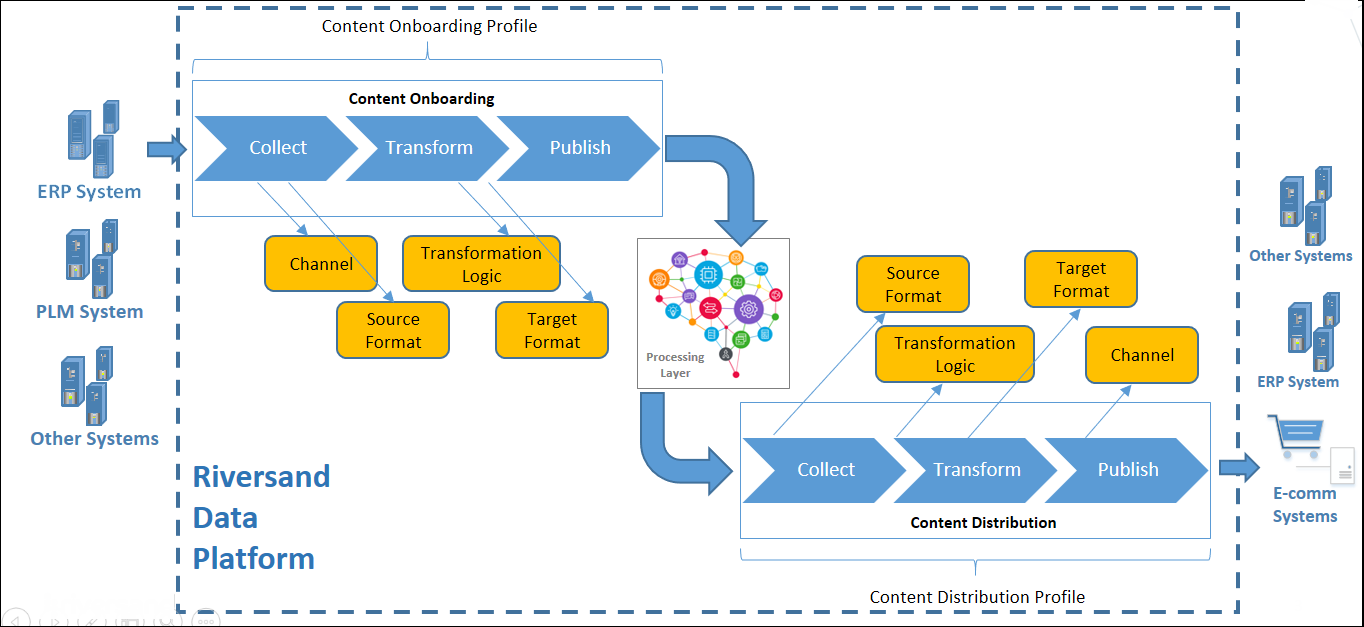 Content Onboarding Profile
Content Onboarding
Collect
Transform
Publish
ERP System
PLM System
Other Systems
Channel
Transformation
Logic
Source
Format
Target
Format
Processing
Layer
Source
Format
Target
Format
Transformation
Logic
Channel
Collect
Transform
Publish
Content Distribution
Content Distribution Profile
Other Systems
ERP System
E-comm
Systems
Riversand
Data
Platform